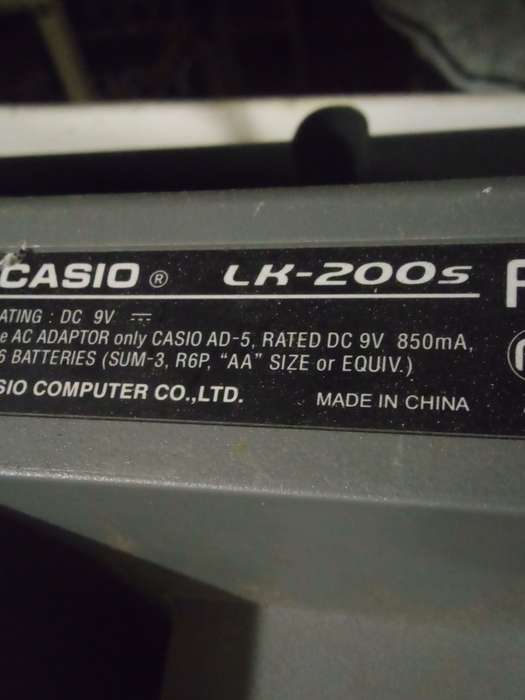 CASIO ® LK-200s
ATING : DC 9V ⎓
e AC ADAPTOR only CASIO AD-5, RATED DC 9V 850mA,
6 BATTERIES (SUM-3, R6P, "AA" SIZE or EQUIV.)
SIO COMPUTER CO.,LTD. MADE IN CHINA